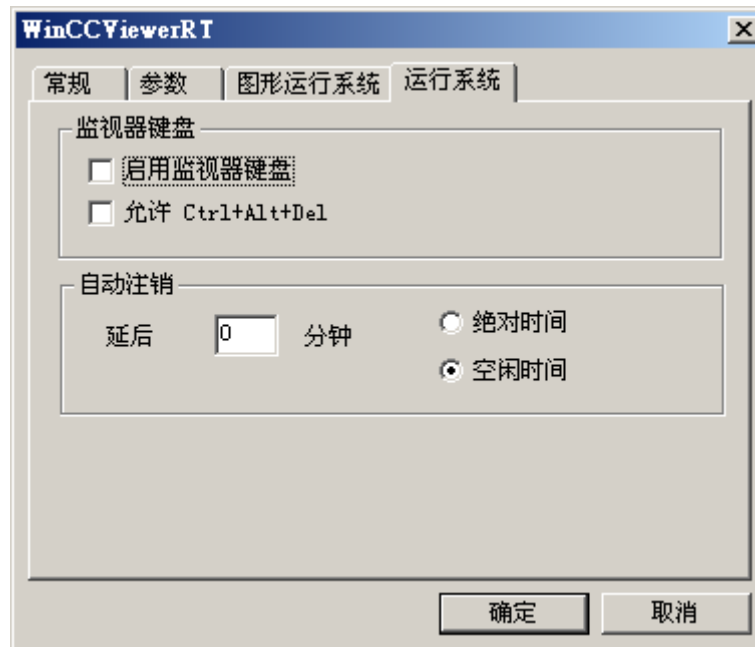 WinCCViewerRT
常规 参数 图形运行系统 运行系统
监视器键盘
启用监视器键盘
允许 Ctrl+Alt+Del
自动注销
延后 0 分钟
绝对时间
空闲时间
确定 取消